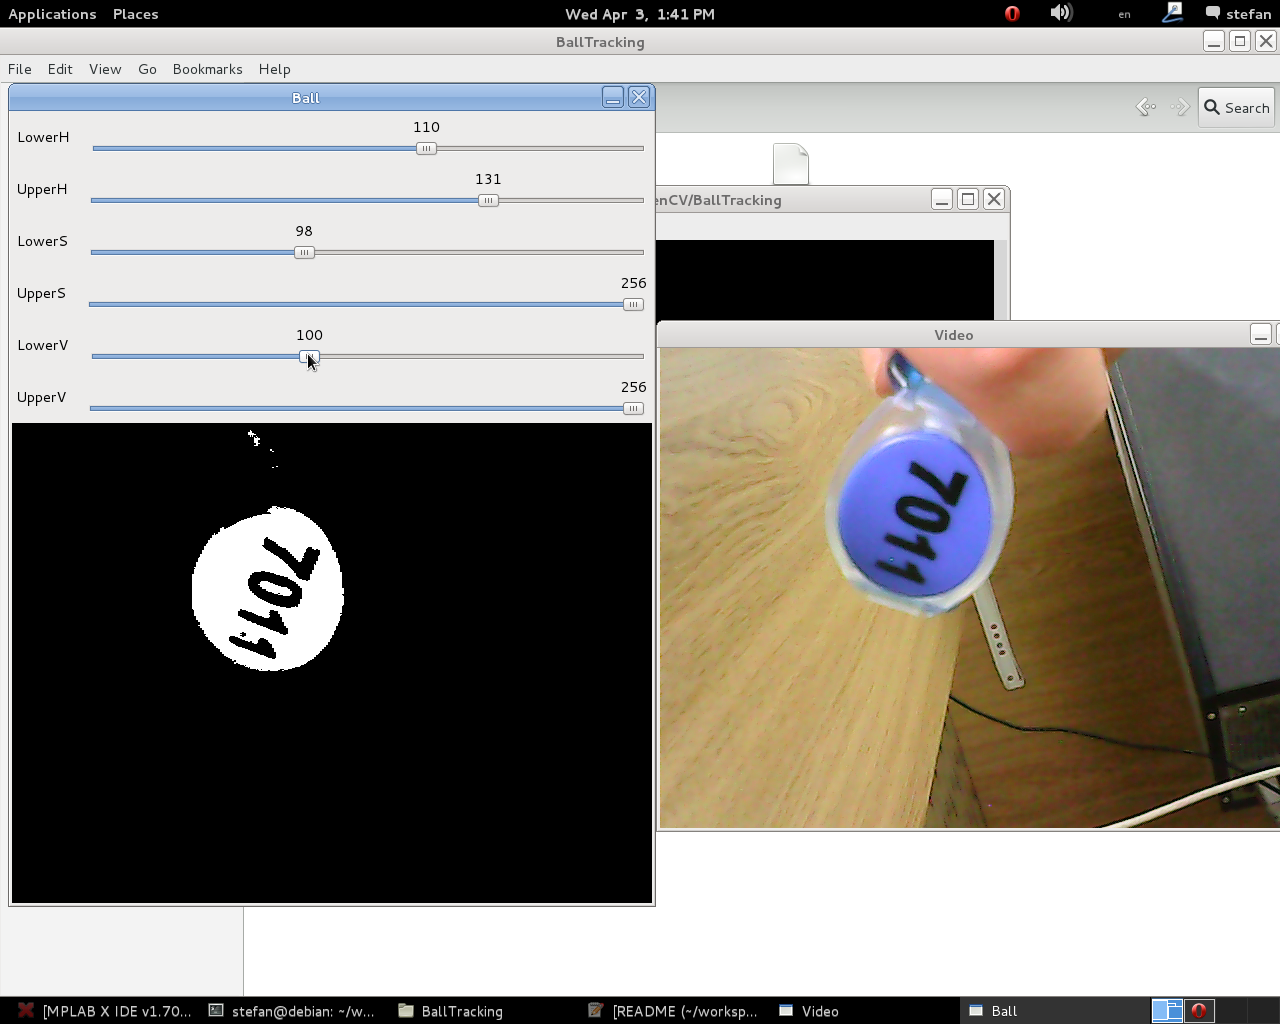 Applications Places Wed Apr 3, 1:41 PM en stefan
BallTracking
File Edit View Go Bookmarks Help
Ball
Search
LowerH 110
UpperH 131
enCV/BallTracking
LowerS 98
UpperS 256
LowerV 100
Video
UpperV 256
7011
7011
[MPLAB X IDE v1.70... stefan@debian: ~/w... BallTracking [README (~/worksp... Video Ball